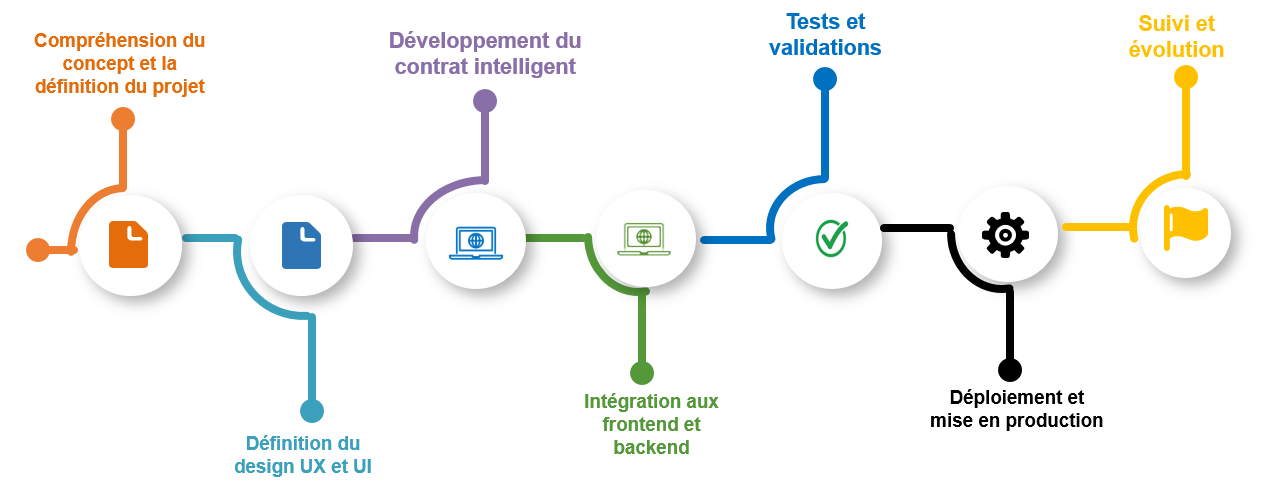 Compréhension du
concept et la
définition du projet
Définition du
design UX et UI
Développement du
contrat intelligent
Intégration aux
frontend et
backend
Tests et
validations
Déploiement et
mise en production
Suivi et
évolution